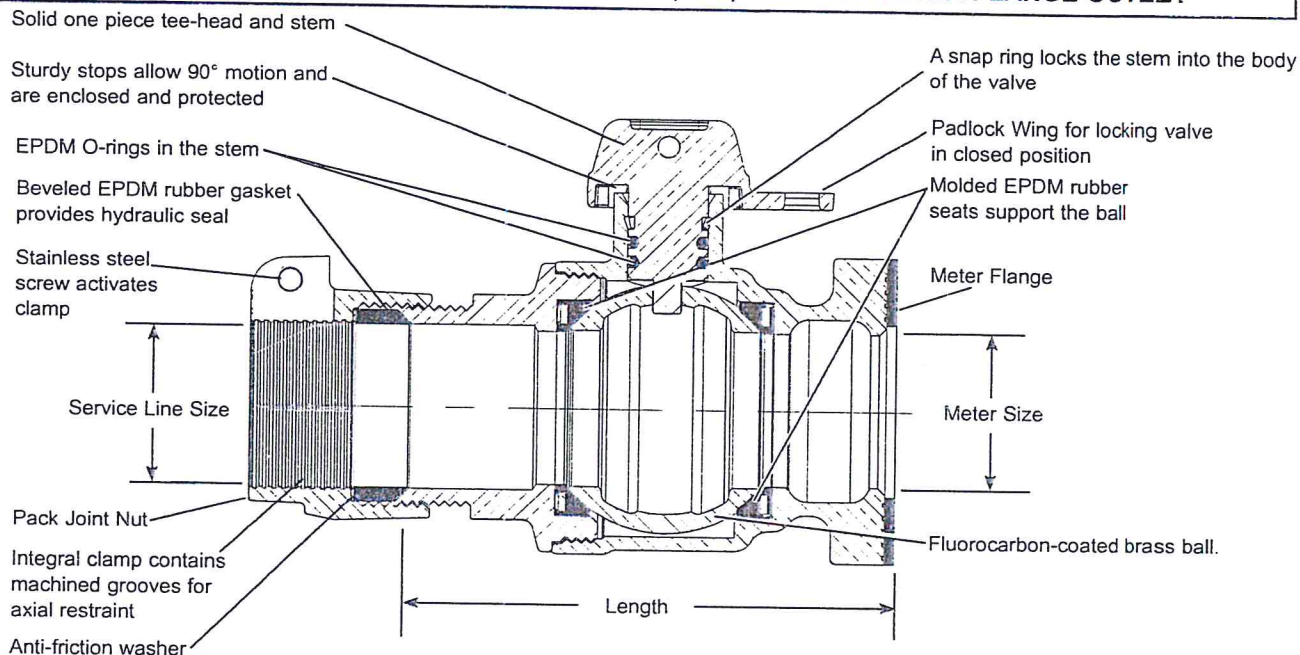 Solid one piece tee-head and stem
Sturdy stops allow 90° motion and
are enclosed and protected
EPDM O-rings in the stem
Beveled EPDM rubber gasket
provides hydraulic seal
Stainless steel
screw activates
clamp
Service Line Size
Pack Joint Nut
Integral clamp contains
machined grooves for
axial restraint
Anti-friction washer
Length
A snap ring locks the stem into the body
of the valve
Padlock Wing for locking valve
in closed position
Molded EPDM rubber
seats support the ball
Meter Flange
Meter Size
Fluorocarbon-coated brass ball.